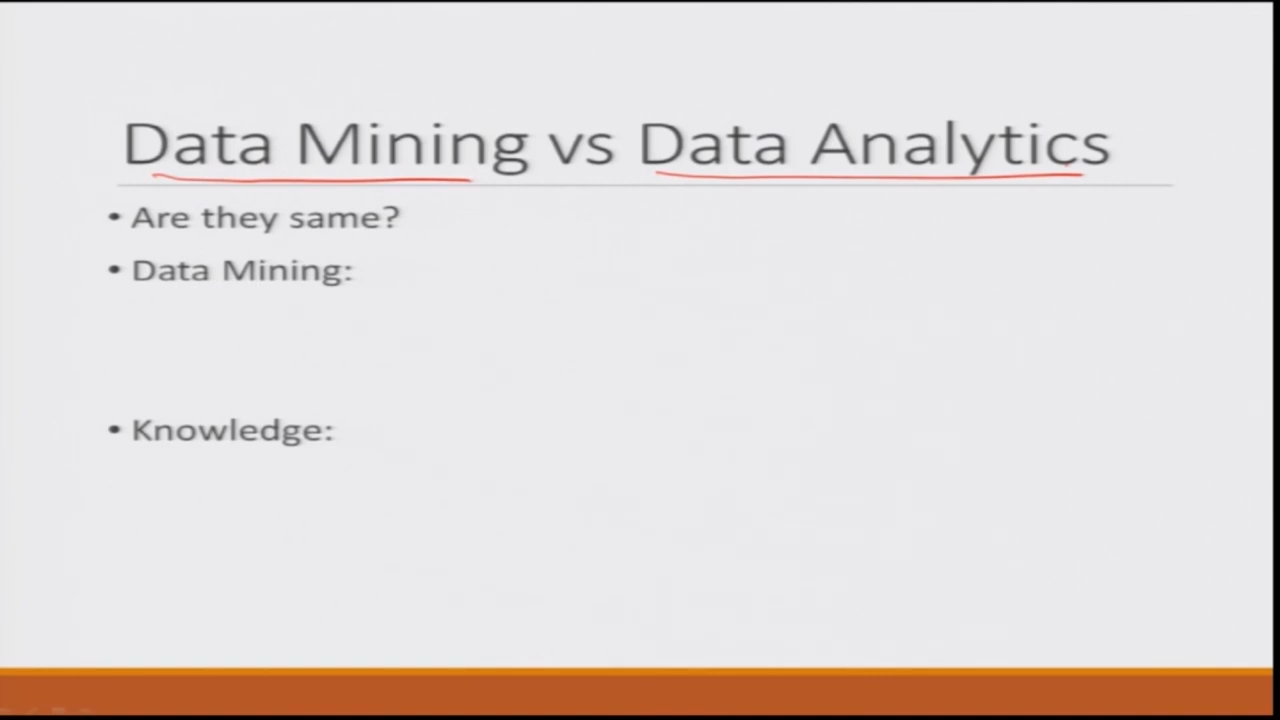 Data Mining vs Data Analytics
• Are they same?
• Data Mining:
• Knowledge: